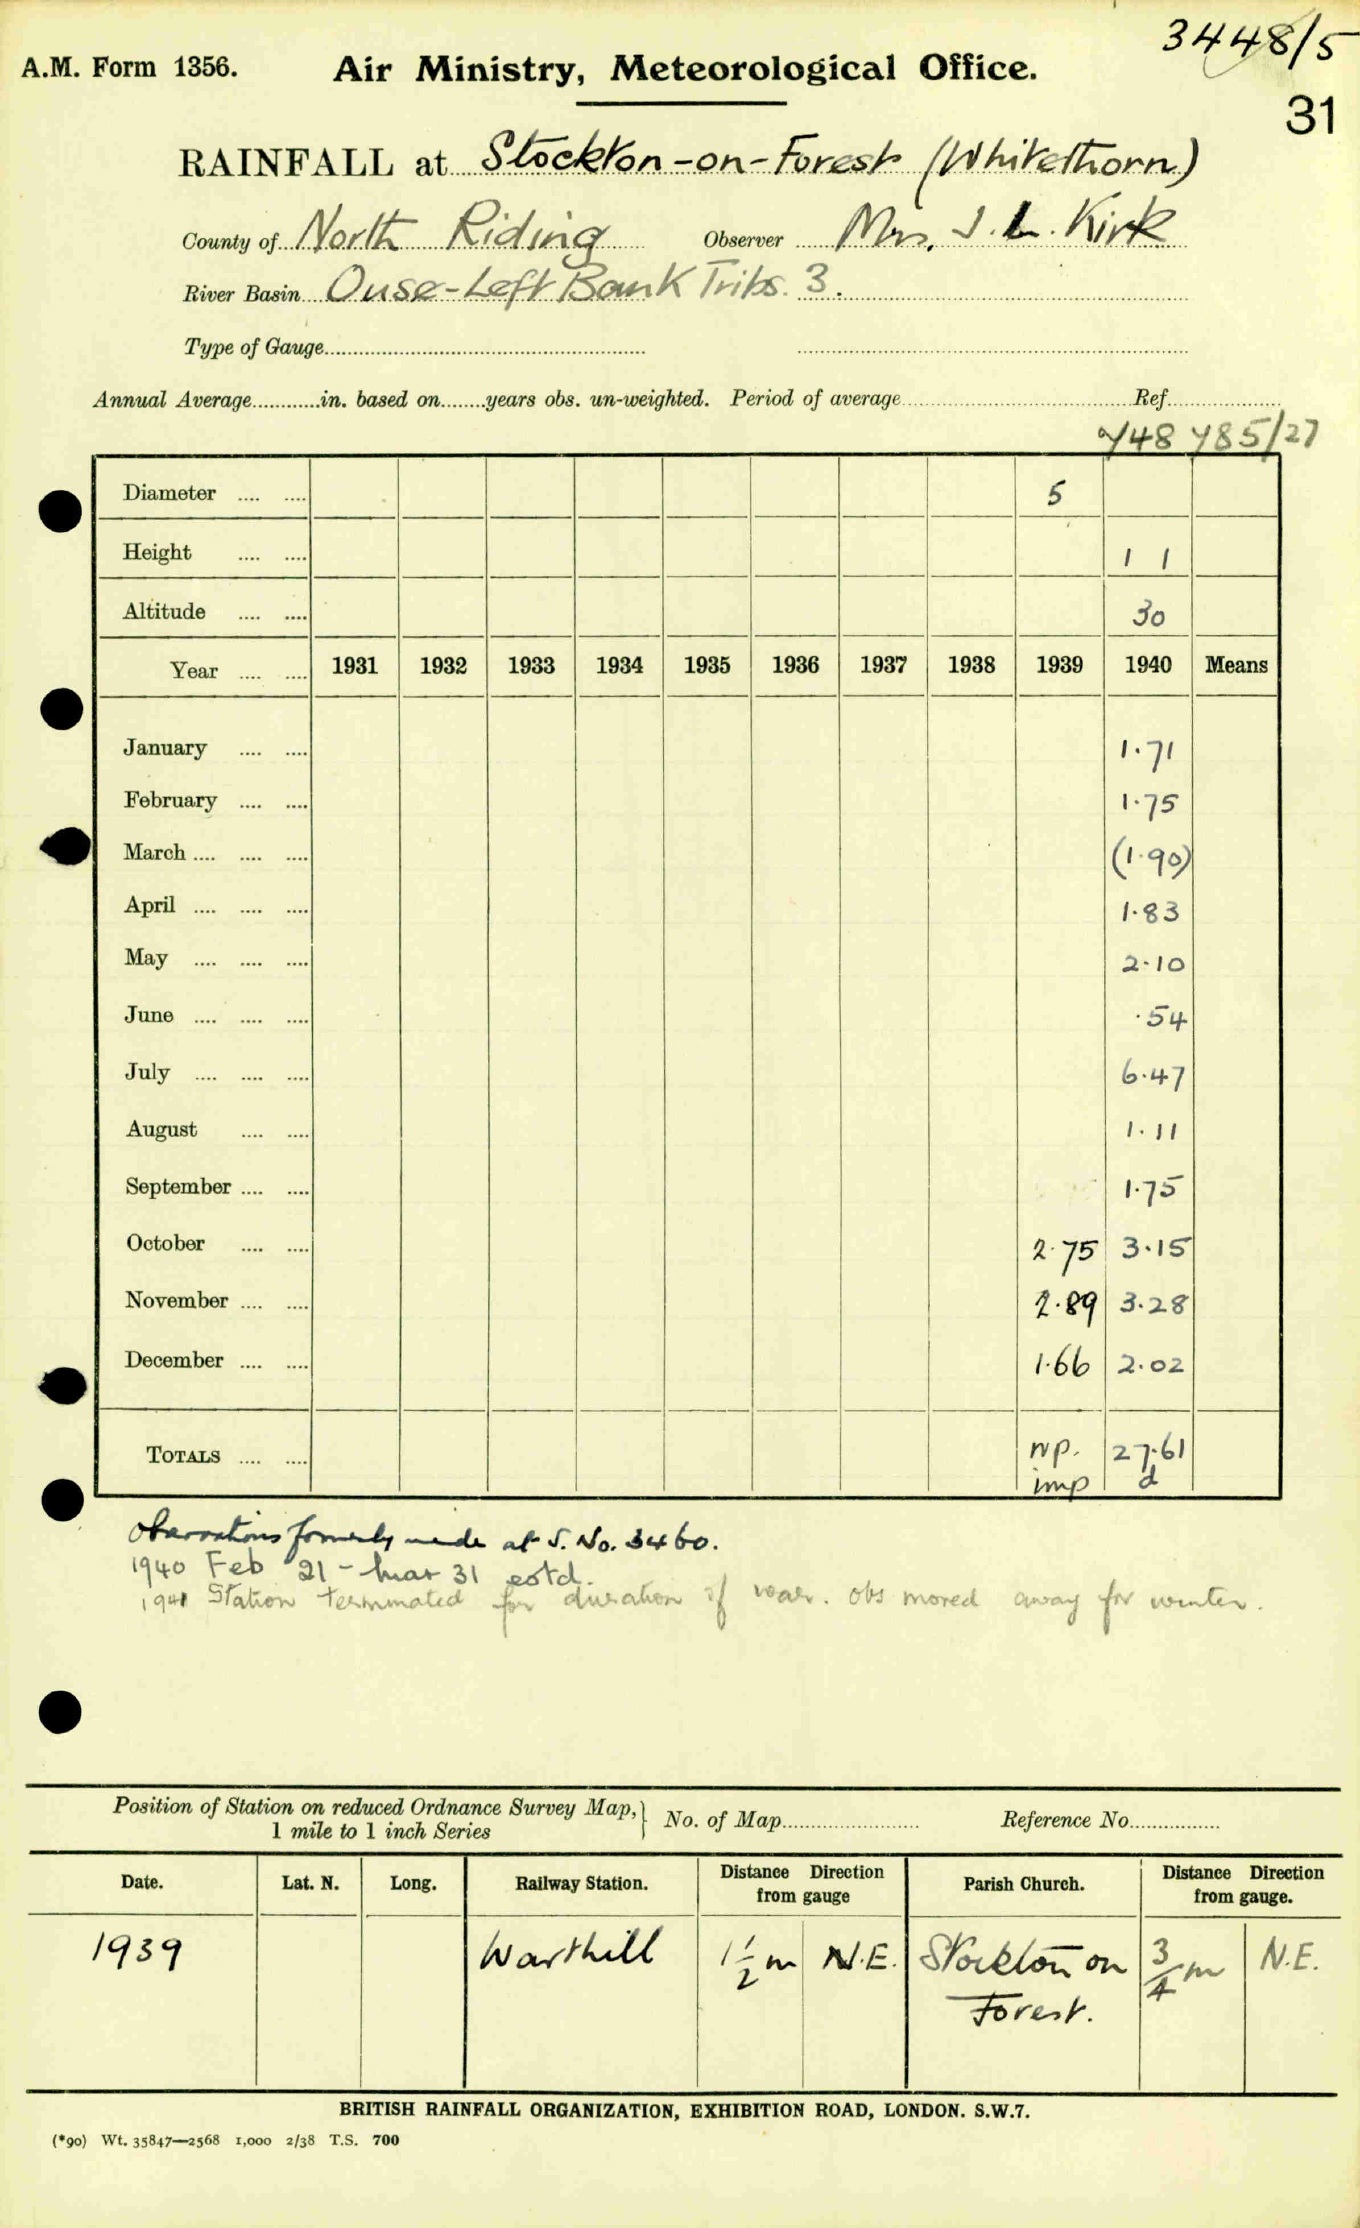 3448/5
A.M. Form 1356. Air Ministry, Meteorological Office.
31
RAINFALL at Stockton-on-Forest (Whitethorn)
County of North Riding Observer Mrs. J. L. Kirk
River Basin Ouse-Left Bank Tribs. 3.
Type of Gauge
Annual Average in. based on years obs. un-weighted. Period of average Ref.
785/27
Diameter 5
Height 1 1
Altitude 30
Year 1931 1932 1933 1934 1935 1936 1937 1938 1939 1940 Means
January 1.71
February 1.75
March (1.90)
April 1.83
May 2.10
June .54
July 6.47
August 1.11
September 1.75
October 2.75 3.15
November 2.89 3.28
December 1.66 2.02
TOTALS np. 27.61
imp d
Observations formerly made at S. No. 3460.
1940 Feb 21 - Mar 31 estd.
1941 Station terminated for duration of war. obs moved away for winter.
Position of Station on reduced Ordnance Survey Map, } No. of Map Reference No.
1 mile to 1 inch Series
Date. Lat. N. Long. Railway Station. Distance Direction from gauge Parish Church. Distance Direction from gauge.
1939 Warthill 1 1/2 m N.E. Stockton on 3/4 m N.E.
Forest.
BRITISH RAINFALL ORGANIZATION, EXHIBITION ROAD, LONDON. S.W.7.
(*90) Wt. 35847—2568 1,000 2/38 T.S. 700